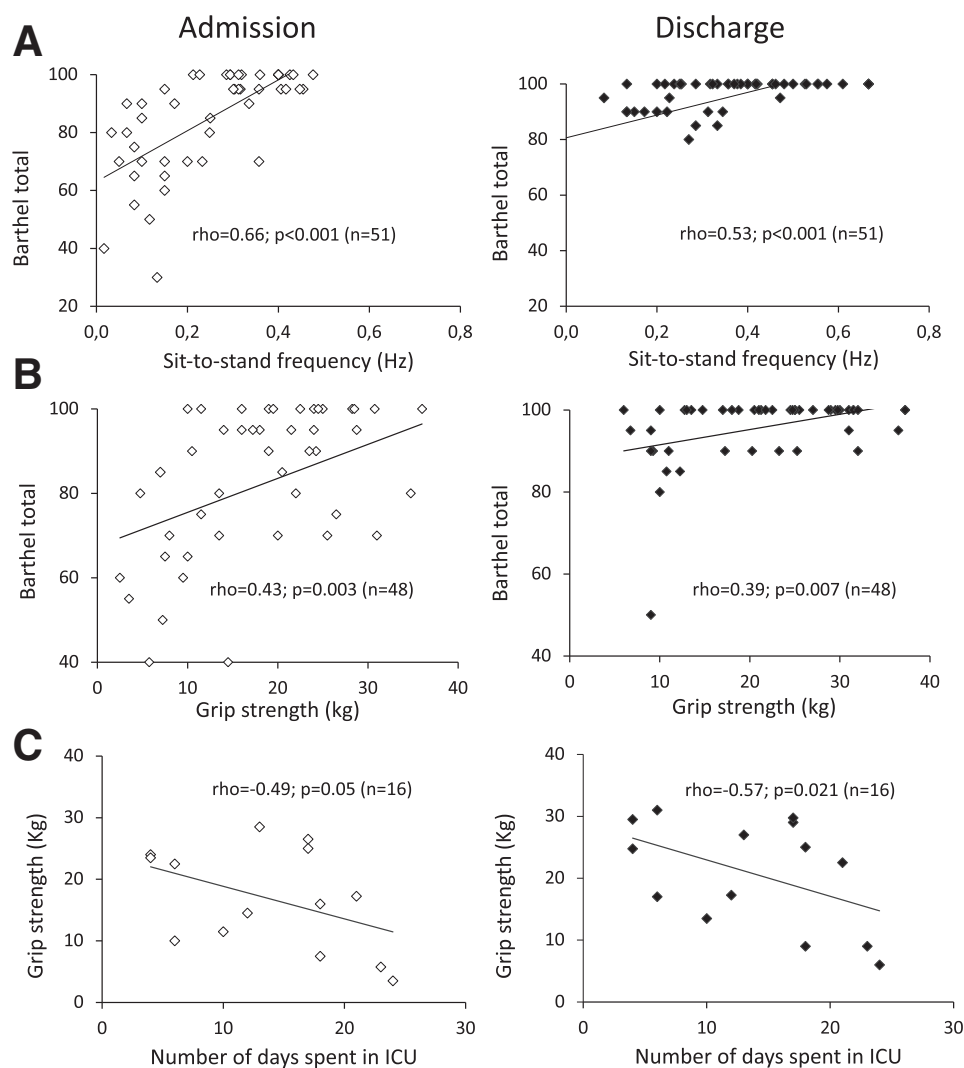 Admission
Discharge
A
100
80
60
40
20
Barthel total
rho=0.66; p<0.001 (n=51)
0,0 0,2 0,4 0,6 0,8
Sit-to-stand frequency (Hz)
100
80
60
40
20
Barthel total
rho=0.53; p<0.001 (n=51)
0,0 0,2 0,4 0,6 0,8
Sit-to-stand frequency (Hz)
B
100
80
60
40
Barthel total
rho=0.43; p=0.003 (n=48)
0 10 20 30 40
Grip strength (kg)
100
80
60
40
Barthel total
rho=0.39; p=0.007 (n=48)
0 10 20 30 40
Grip strength (kg)
C
40
30
20
10
0
Grip strength (Kg)
rho=-0.49; p=0.05 (n=16)
0 10 20 30
Number of days spent in ICU
40
30
20
10
0
Grip strength (Kg)
rho=-0.57; p=0.021 (n=16)
0 10 20 30
Number of days spent in ICU